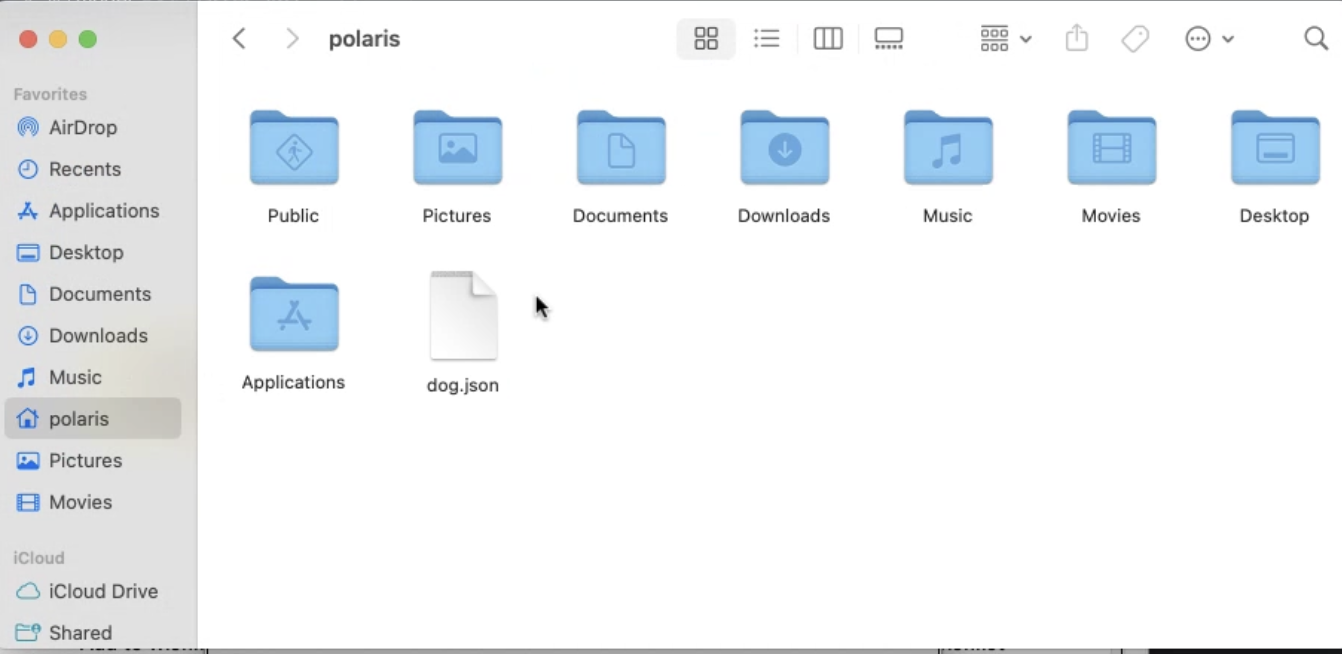 polaris
Favorites
AirDrop
Recents
Applications
Desktop
Documents
Downloads
Music
polaris
Pictures
Movies
iCloud
iCloud Drive
Shared
Public
Pictures
Documents
Downloads
Music
Movies
Desktop
Applications
dog.json